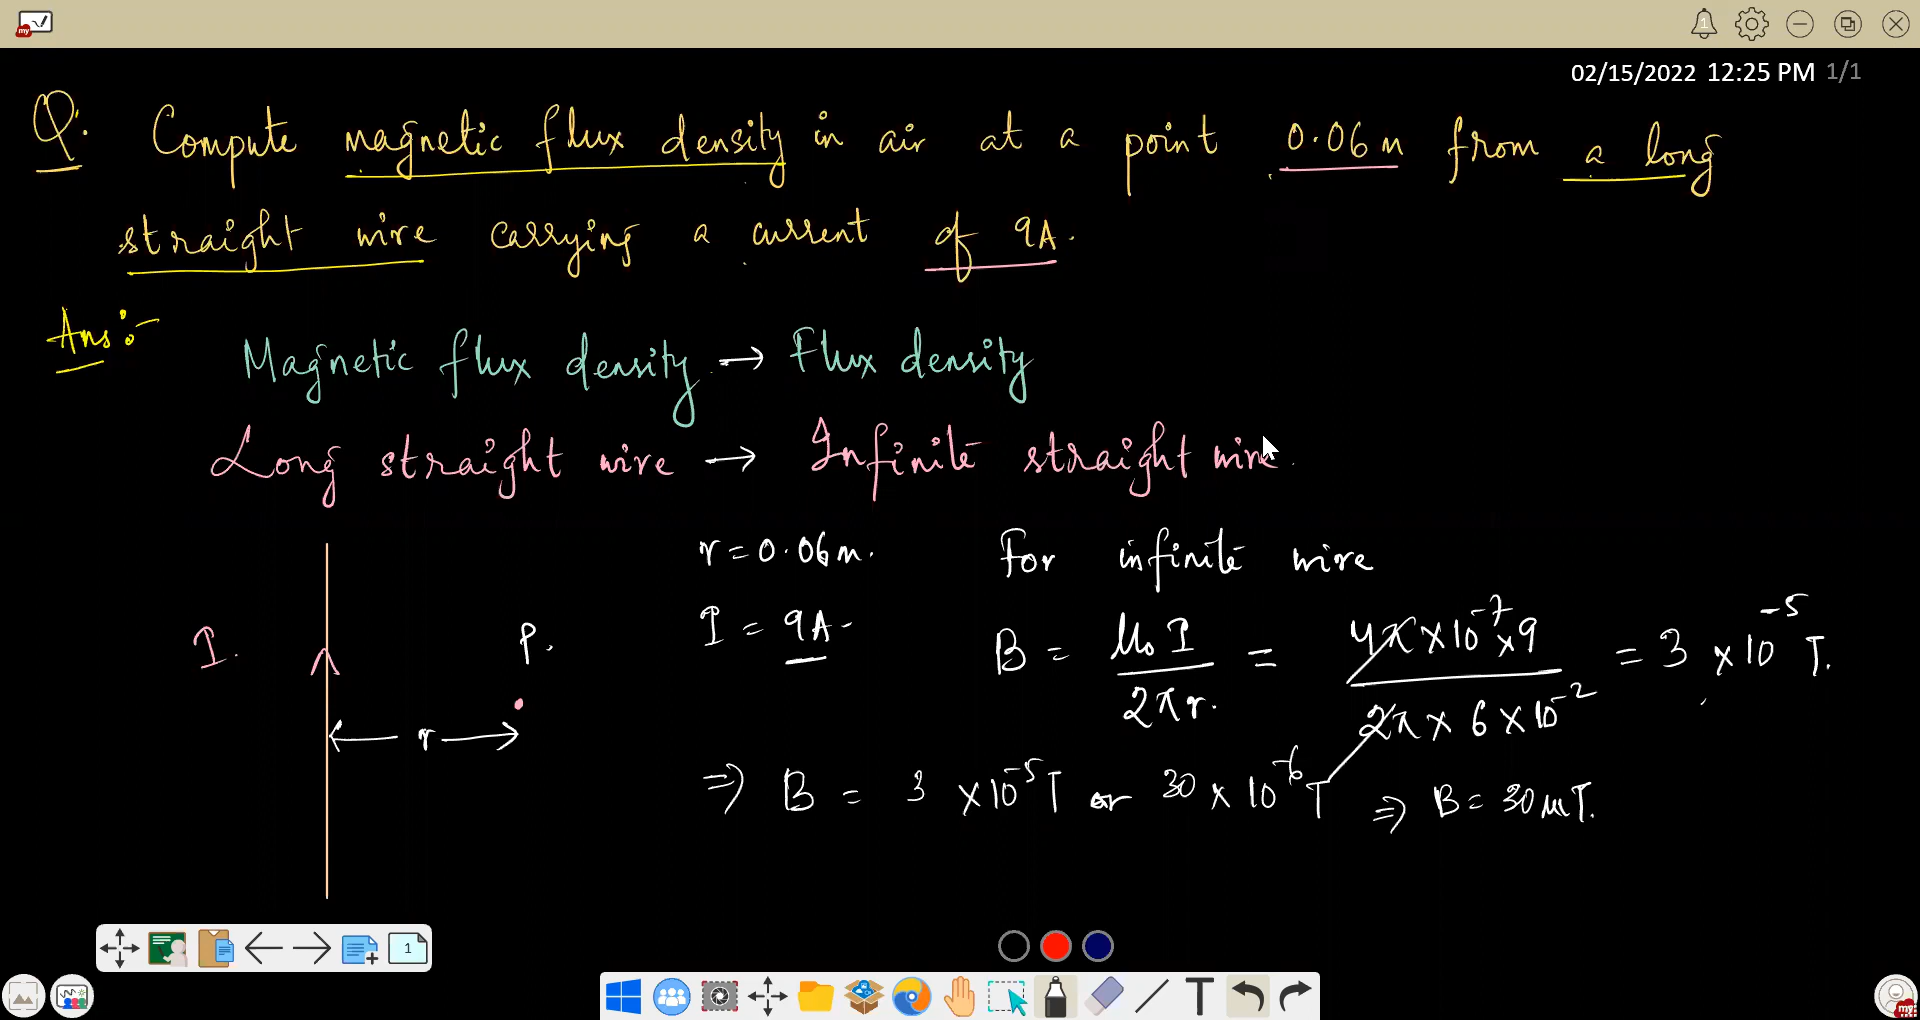 02/15/2022 12:25 PM 1/1
Q. Compute magnetic flux density in air at a point 0.06 m from a long
straight wire carrying a current of 9A.
Ans:-
Magnetic flux density → Flux density
Long straight wire → Infinite straight wire.
r = 0.06m. For infinite wire
I. P. I = 9A- B = μ₀ I / 2πr. = 4π×10⁻⁷×9 / 2π × 6 × 10⁻² = 3 × 10⁻⁵ T.
r
⇒ B = 3 × 10⁻⁵ T or 30 × 10⁻⁶ T ⇒ B = 30 μT.
1